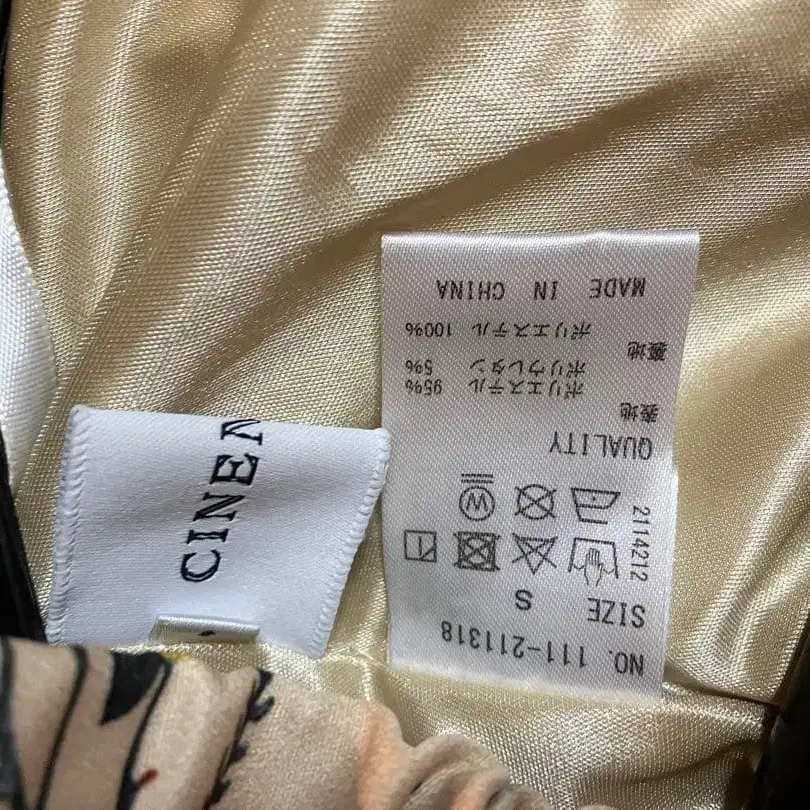 CINEM
NO. 111-211318
SIZE S
2114212
QUALITY
表地
ポリエステル 95%
ポリウレタン 5%
裏地
ポリエステル 100%
MADE IN CHINA